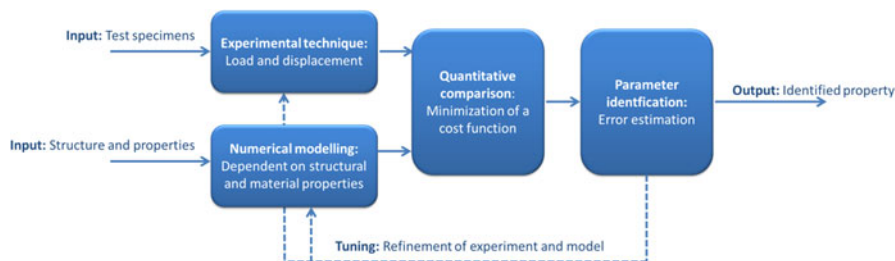 Input: Test specimens
Experimental technique:
Load and displacement
Quantitative
comparison:
Minimization of a
cost function
Parameter
identfication:
Error estimation
Output: Identified property
Input: Structure and properties
Numerical modelling:
Dependent on structural
and material properties
Tuning: Refinement of experiment and model